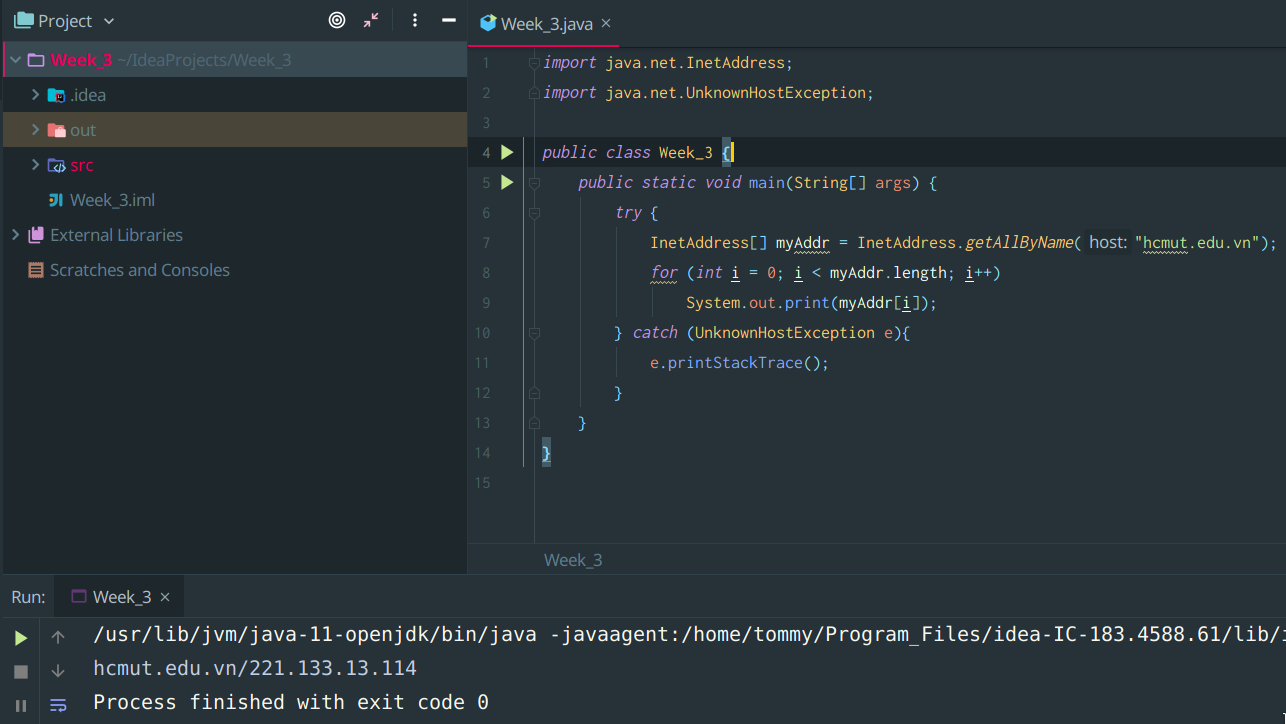 Project
Week_3.java
Week_3 ~/IdeaProjects/Week_3
.idea
out
src
Week_3.iml
External Libraries
Scratches and Consoles
1 import java.net.InetAddress;
2 import java.net.UnknownHostException;
3
4 public class Week_3 {
5 public static void main(String[] args) {
6 try {
7 InetAddress[] myAddr = InetAddress.getAllByName( host: "hcmut.edu.vn");
8 for (int i = 0; i < myAddr.length; i++)
9 System.out.print(myAddr[i]);
10 } catch (UnknownHostException e){
11 e.printStackTrace();
12 }
13 }
14 }
15
Week_3
Run: Week_3
/usr/lib/jvm/java-11-openjdk/bin/java -javaagent:/home/tommy/Program_Files/idea-IC-183.4588.61/lib/
hcmut.edu.vn/221.133.13.114
Process finished with exit code 0